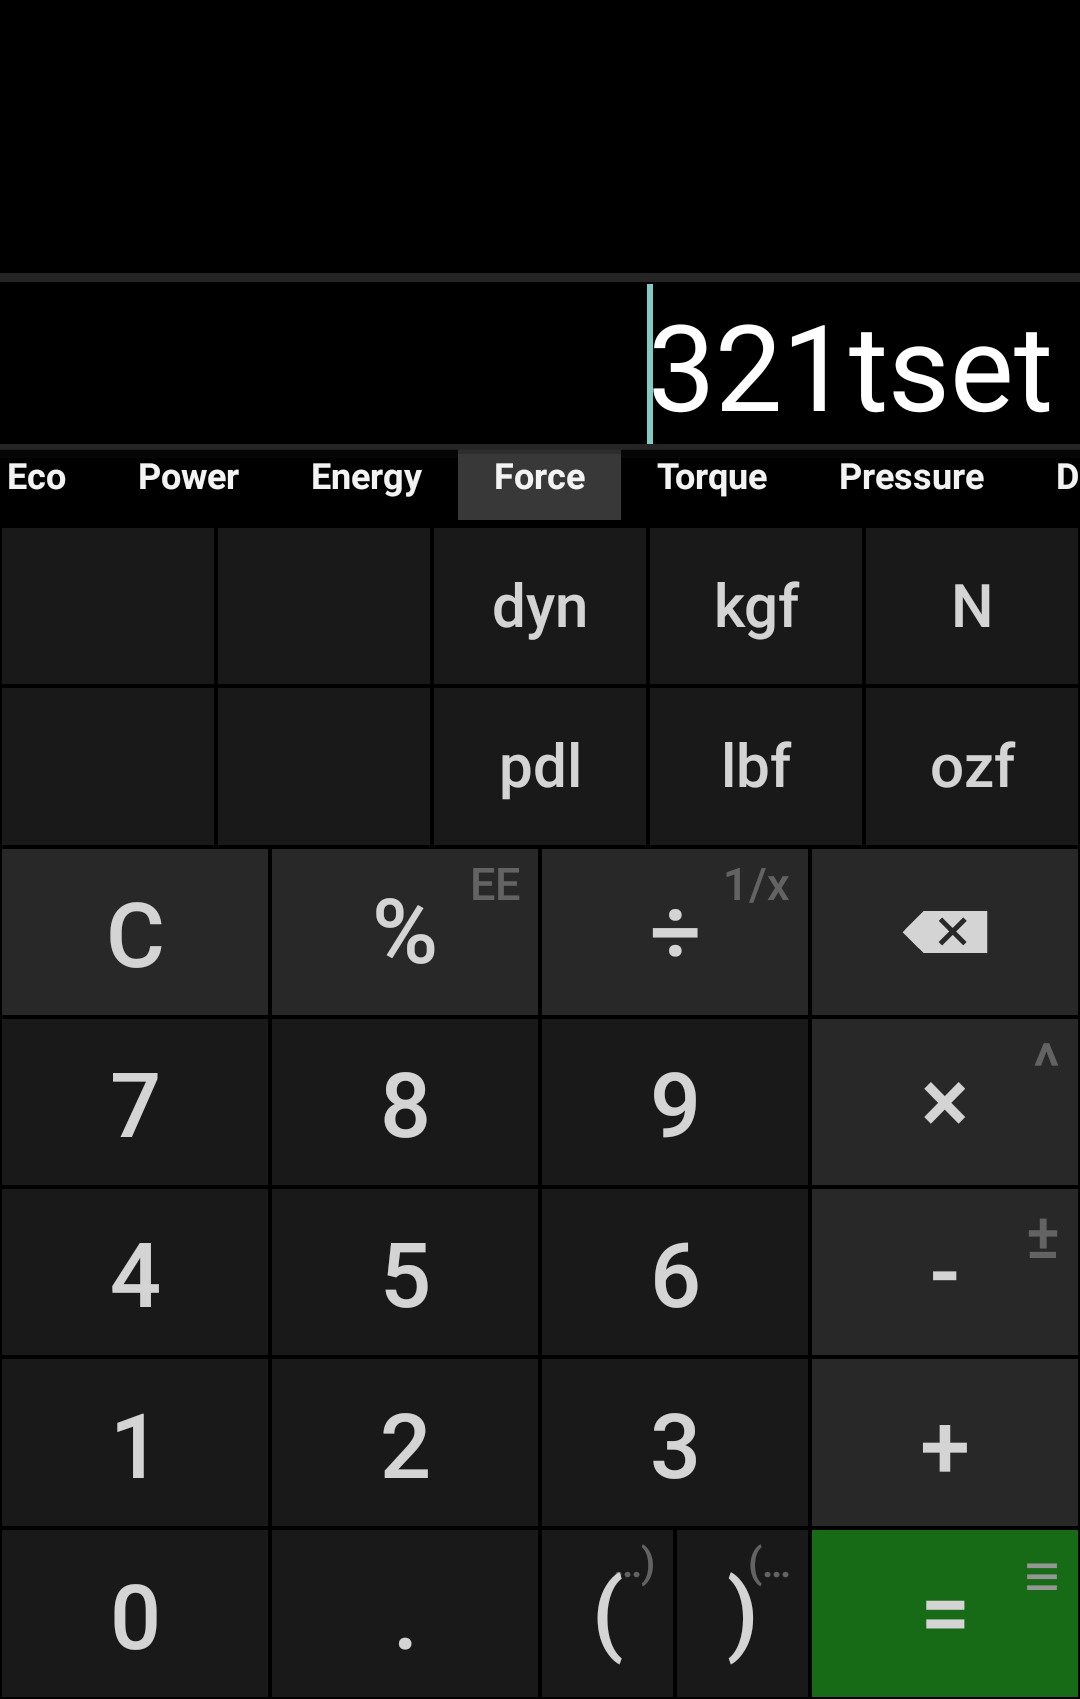 321tset
Eco Power Energy Force Torque Pressure D
dyn kgf N
pdl lbf ozf
C % EE ÷ 1/x
7 8 9 × ^
4 5 6 - ±
1 2 3 +
0 . ( ..) ) (... = ≡